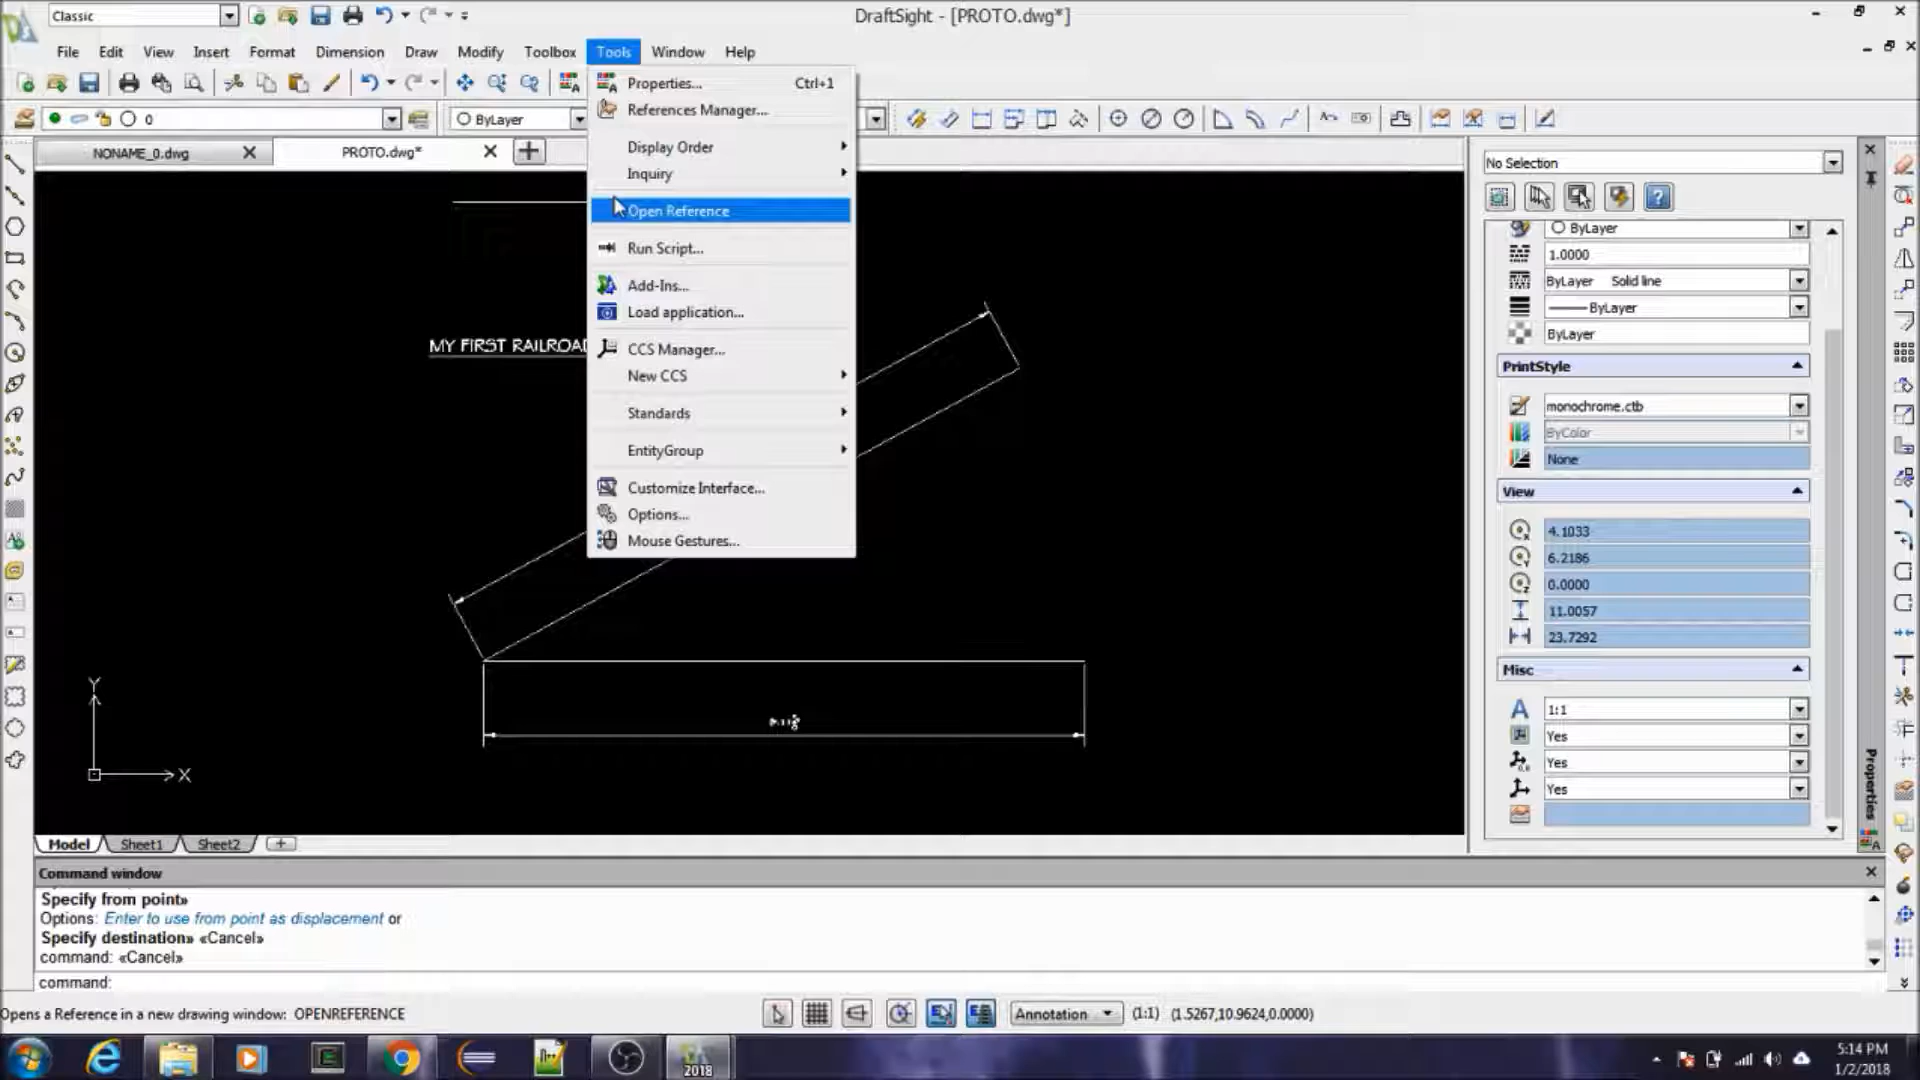 Classic
DraftSight - [PROTO.dwg*]
File Edit View Insert Format Dimension Draw Modify Toolbox Tools Window Help
0
ByLayer
NONAME_0.dwg
PROTO.dwg*
Properties... Ctrl+1
References Manager...
Display Order
Inquiry
Open Reference
Run Script...
Add-Ins...
Load application...
CCS Manager...
New CCS
Standards
EntityGroup
Customize Interface...
Options...
Mouse Gestures...
MY FIRST RAILROAD
Y
X
No Selection
ByLayer
1.0000
ByLayer Solid line
ByLayer
ByLayer
PrintStyle
monochrome.ctb
ByColor
None
View
4.1033
6.2186
0.0000
11.0057
23.7292
Misc
1:1
Yes
Yes
Yes
Properties
Model Sheet1 Sheet2
Command window
Specify from point»
Options: Enter to use from point as displacement or
Specify destination» «Cancel»
command: «Cancel»
command:
Opens a Reference in a new drawing window: OPENREFERENCE
Annotation (1:1) (1.5267,10.9624,0.0000)
2018
5:14 PM
1/2/2018